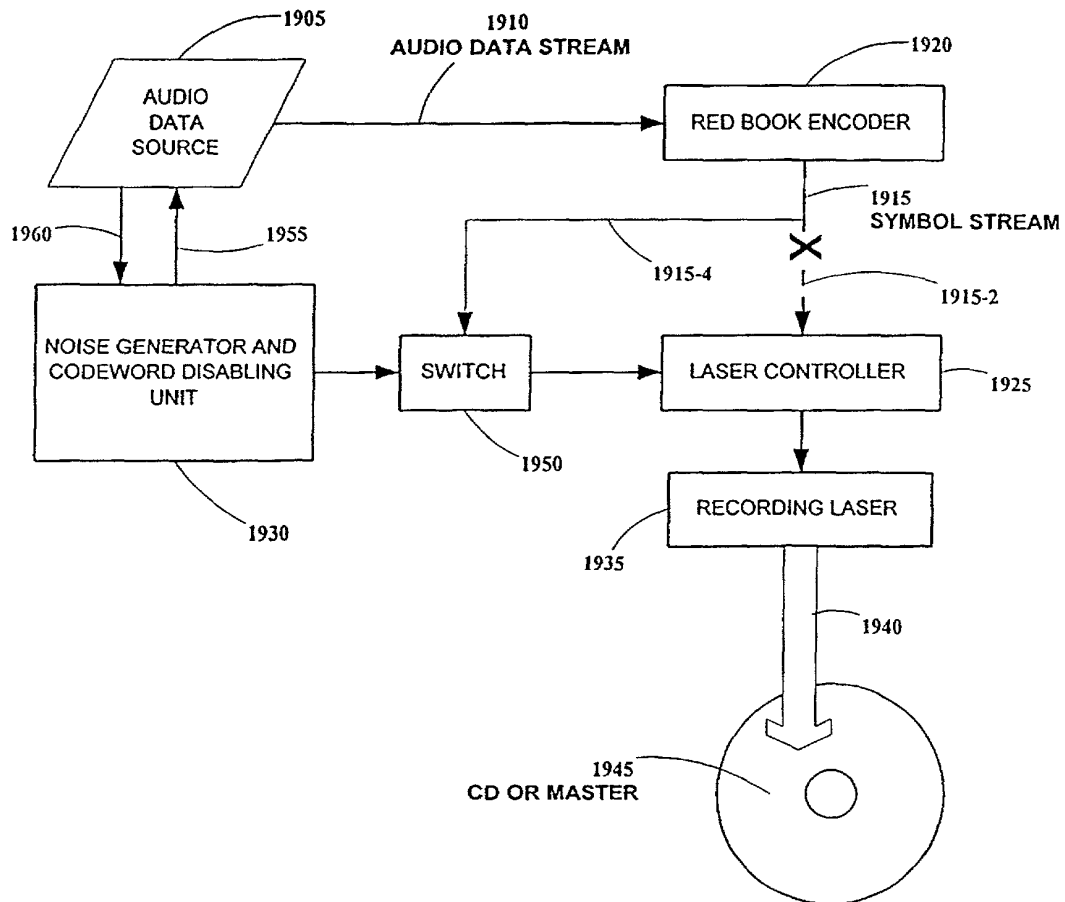 1905
1910
AUDIO DATA STREAM
1920
AUDIO
DATA
SOURCE
RED BOOK ENCODER
1915
SYMBOL STREAM
1960
1955
1915-4
X
1915-2
NOISE GENERATOR AND
CODEWORD DISABLING
UNIT
SWITCH
LASER CONTROLLER
1925
1950
1930
RECORDING LASER
1935
1940
1945
CD OR MASTER